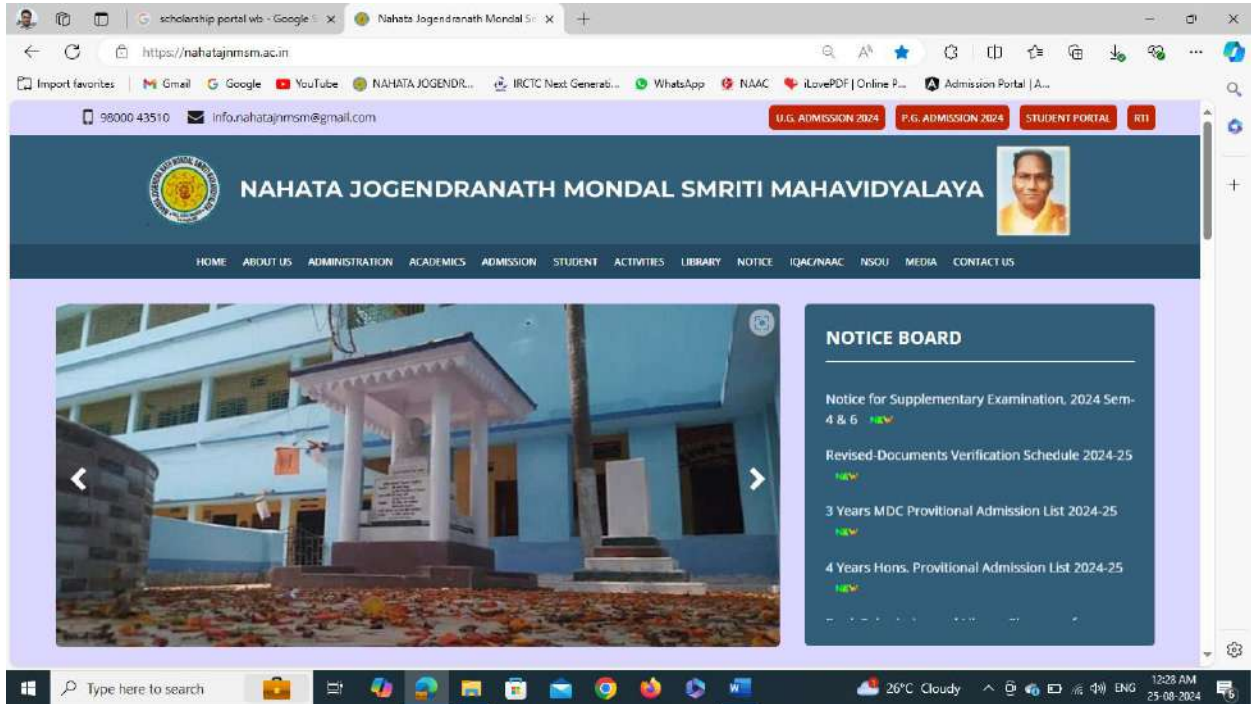 scholarship portal wb - Google S
Nahata Jogendranath Mondal Sm
https://nahatajnmsm.ac.in
Import favorites
Gmail
Google
YouTube
NAHATA JOGENDR...
IRCTC Next Generati...
WhatsApp
NAAC
iLovePDF | Online P...
Admission Portal | A...
98000 43510
info.nahatajnmsm@gmail.com
U.G. ADMISSION 2024
P.G. ADMISSION 2024
STUDENT PORTAL
RTI
NAHATA JOGENDRANATH MONDAL SMRITI MAHAVIDYALAYA
HOME ABOUT US ADMINISTRATION ACADEMICS ADMISSION STUDENT ACTIVITIES LIBRARY NOTICE IQAC/NAAC NSOU MEDIA CONTACT US
NOTICE BOARD
Notice for Supplementary Examination, 2024 Sem-
4 & 6 NEW
Revised-Documents Verification Schedule 2024-25
NEW
3 Years MDC Provitional Admission List 2024-25
NEW
4 Years Hons. Provitional Admission List 2024-25
NEW
Type here to search
26°C Cloudy
ENG
12:28 AM
25-08-2024